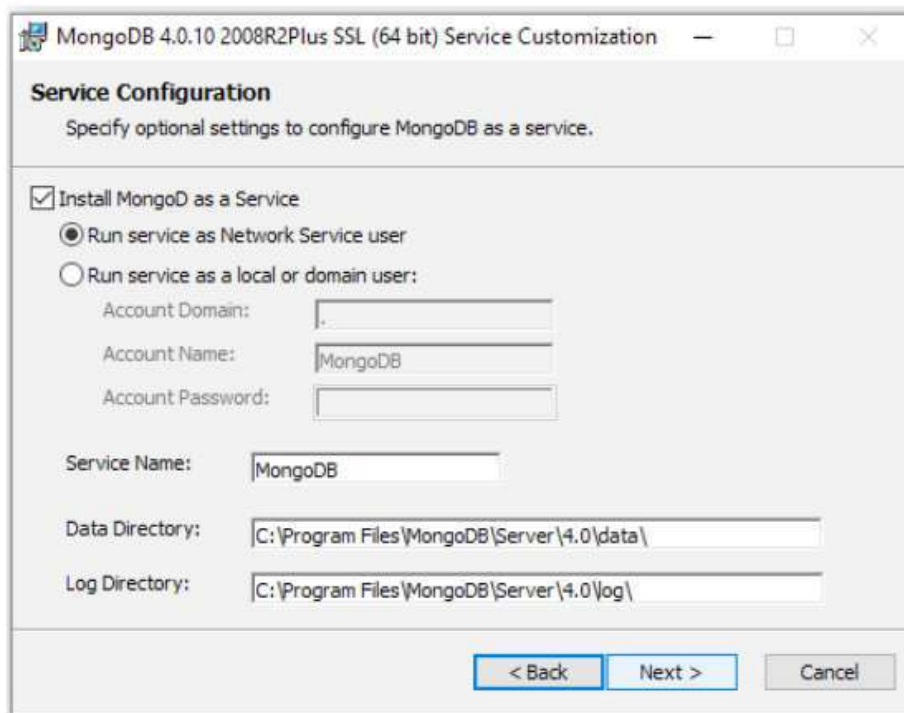 MongoDB 4.0.10 2008R2Plus SSL (64 bit) Service Customization
Service Configuration
Specify optional settings to configure MongoDB as a service.
Install MongoD as a Service
Run service as Network Service user
Run service as a local or domain user:
Account Domain: .
Account Name: MongoDB
Account Password:
Service Name: MongoDB
Data Directory: C:\Program Files\MongoDB\Server\4.0\data\
Log Directory: C:\Program Files\MongoDB\Server\4.0\log\
< Back Next > Cancel